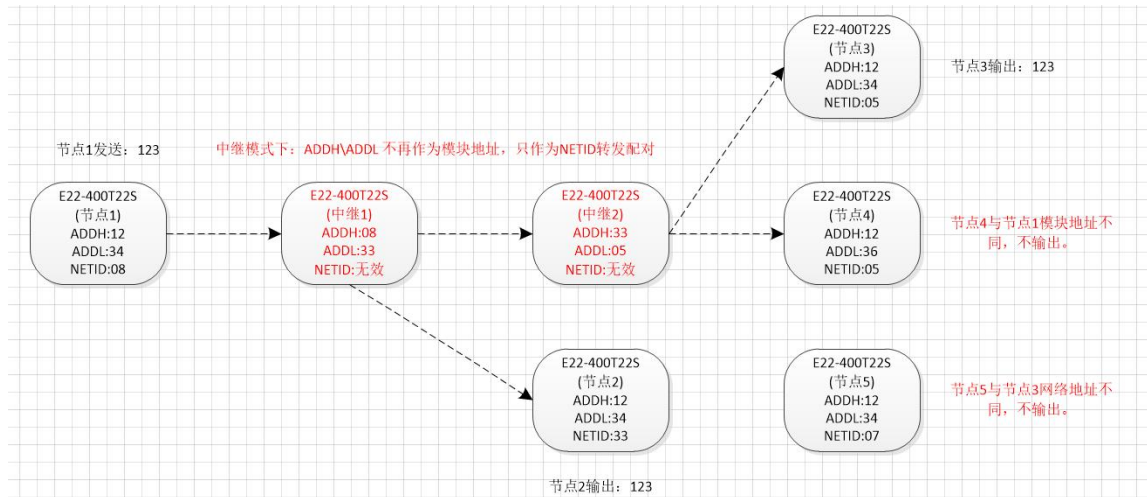 E22-400T22S
(节点3)
ADDH:12
ADDL:34
NETID:05
节点3输出：123
节点1发送：123
中继模式下：ADDH\ADDL 不再作为模块地址，只作为NETID转发配对
E22-400T22S
(节点1)
ADDH:12
ADDL:34
NETID:08
E22-400T22S
(中继1)
ADDH:08
ADDL:33
NETID:无效
E22-400T22S
(中继2)
ADDH:33
ADDL:05
NETID:无效
E22-400T22S
(节点4)
ADDH:12
ADDL:36
NETID:05
节点4与节点1模块地址不
同，不输出。
E22-400T22S
(节点2)
ADDH:12
ADDL:34
NETID:33
E22-400T22S
(节点5)
ADDH:12
ADDL:34
NETID:07
节点5与节点3网络地址不
同，不输出。
节点2输出：123